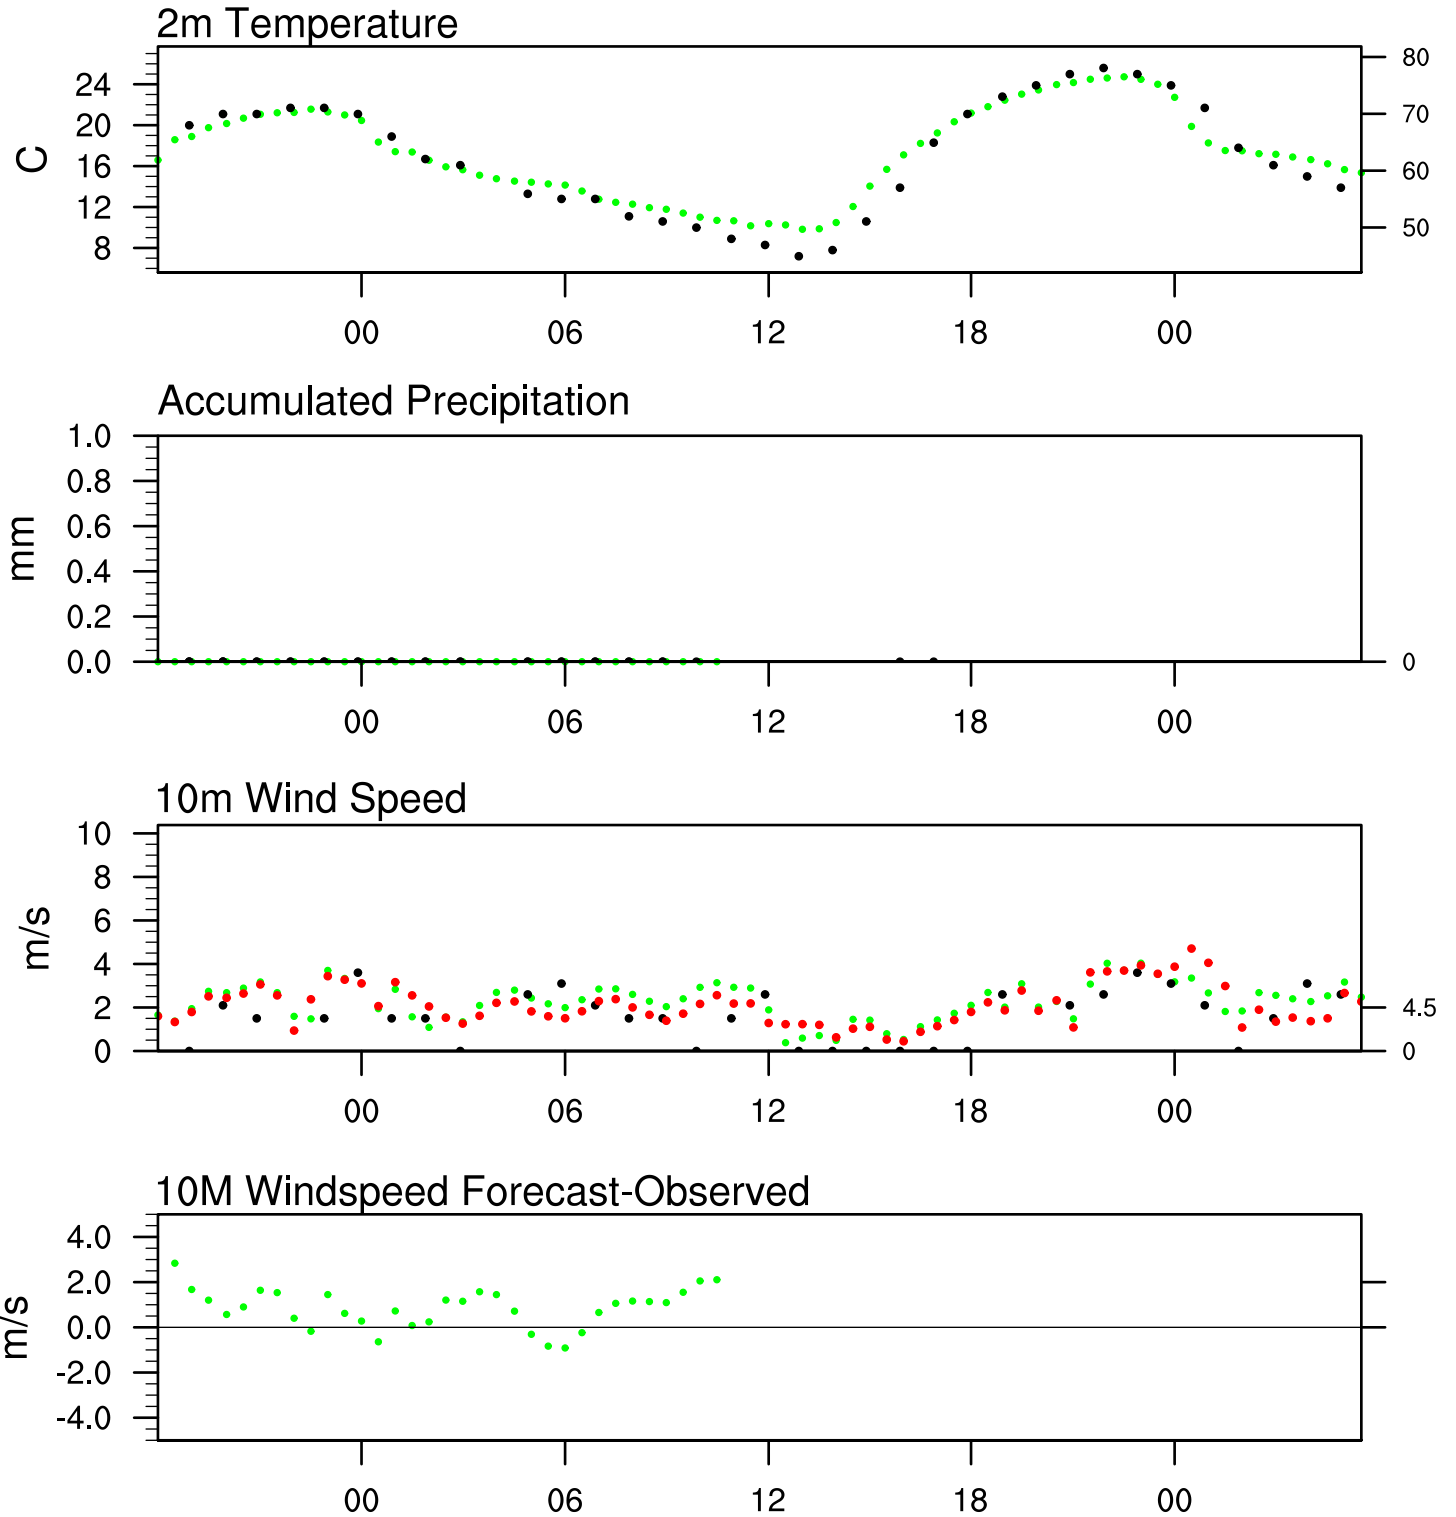 2m Temperature
C
24
20
16
12
8
80
70
60
50
00 06 12 18 00
Accumulated Precipitation
mm
1.0
0.8
0.6
0.4
0.2
0.0
0
00 06 12 18 00
10m Wind Speed
m/s
10
8
6
4
2
0
4.5
0
00 06 12 18 00
10M Windspeed Forecast-Observed
m/s
4.0
2.0
0.0
-2.0
-4.0
00 06 12 18 00